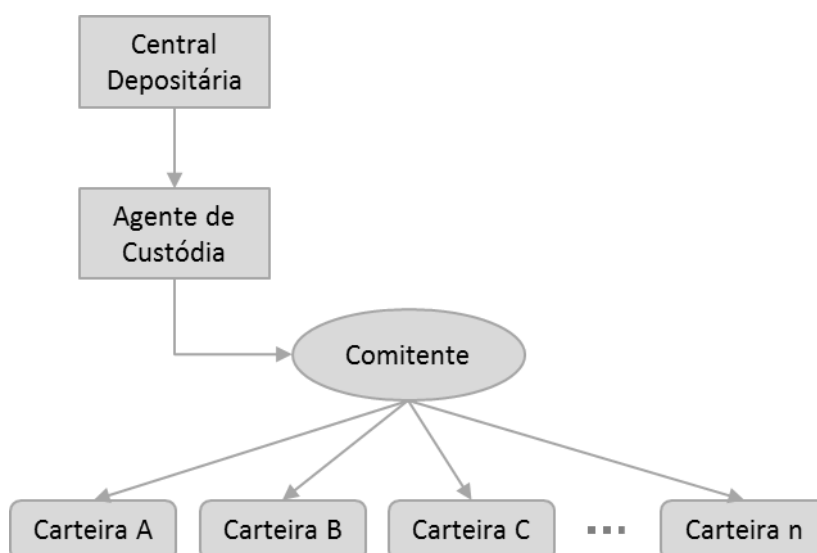 Central
Depositária
Agente de
Custódia
Comitente
Carteira A
Carteira B
Carteira C
...
Carteira n